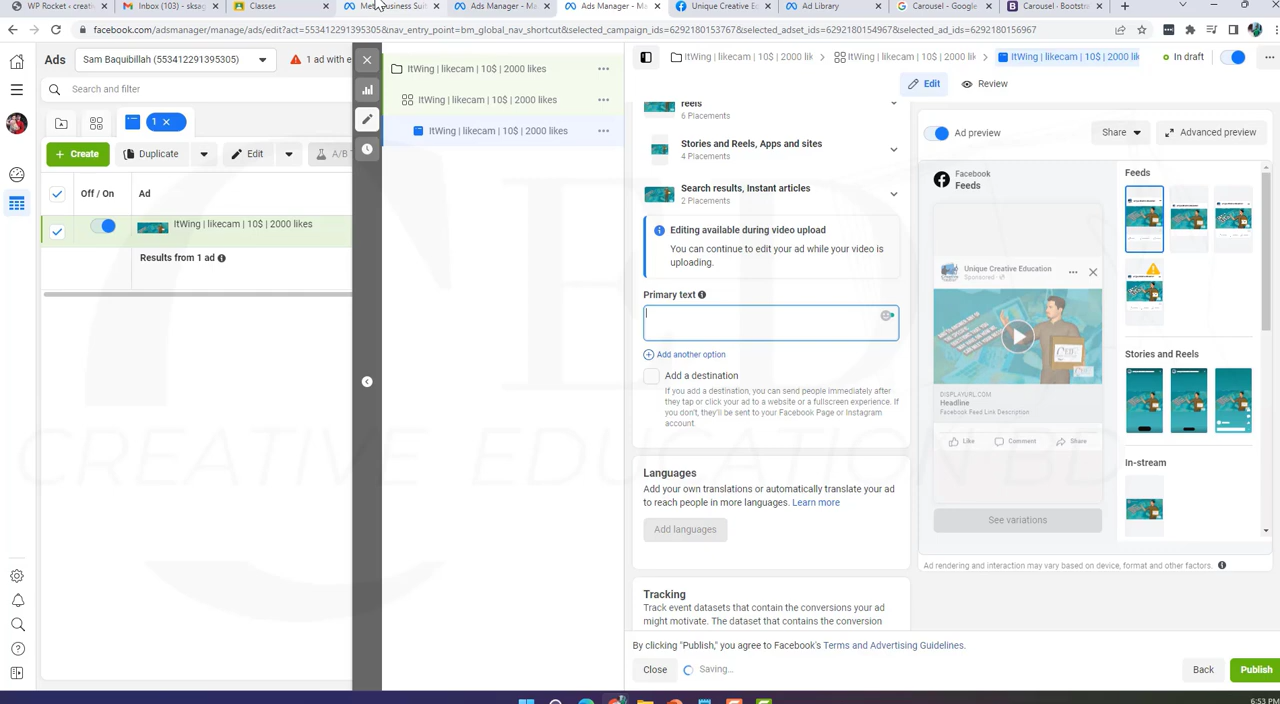 WP Rocket - creativ
Inbox (103) - sksag
Classes
Meta Business Suit
Ads Manager - Ma
Ads Manager - Ma
Unique Creative E
Ad Library
Carousel - Google
Carousel · Bootstra
facebook.com/adsmanager/manage/ads/edit?act=553412291395305&nav_entry_point=bm_global_nav_shortcut&selected_campaign_ids=6292180153767&selected_adset_ids=6292180154967&selected_ad_ids=6292180156967
Ads
Sam Baquibillah (553412291395305)
1 ad with e
Search and filter
1
Create
Duplicate
Edit
A/B T
Off / On
Ad
ItWing | likecam | 10$ | 2000 likes
Results from 1 ad
ItWing | likecam | 10$ | 2000 likes
ItWing | likecam | 10$ | 2000 likes
ItWing | likecam | 10$ | 2000 likes
ItWing | likecam | 10$ | 2000 lik
ItWing | likecam | 10$ | 2000 lik
ItWing | likecam | 10$ | 2000 lik
In draft
Edit
Review
reels
6 Placements
Stories and Reels, Apps and sites
4 Placements
Search results, Instant articles
2 Placements
Editing available during video upload
You can continue to edit your ad while your video is
uploading.
Primary text
Add another option
Add a destination
If you add a destination, you can send people immediately after
they tap or click your ad to a website or a fullscreen experience. If
you don't, they'll be sent to your Facebook Page or Instagram
account.
Languages
Add your own translations or automatically translate your ad
to reach people in more languages. Learn more
Add languages
Tracking
Track event datasets that contain the conversions your ad
might motivate. The dataset that contains the conversion
By clicking "Publish," you agree to Facebook's Terms and Advertising Guidelines.
Close
Saving...
Back
Publish
Ad preview
Share
Advanced preview
Facebook
Feeds
Unique Creative Education
Sponsored
DISPLAYURL.COM
Headline
Facebook Feed Link Description
Like
Comment
Share
See variations
Feeds
Stories and Reels
In-stream
Ad rendering and interaction may vary based on device, format and other factors.
CREATIVE EDUCATION BD
6:53 PM